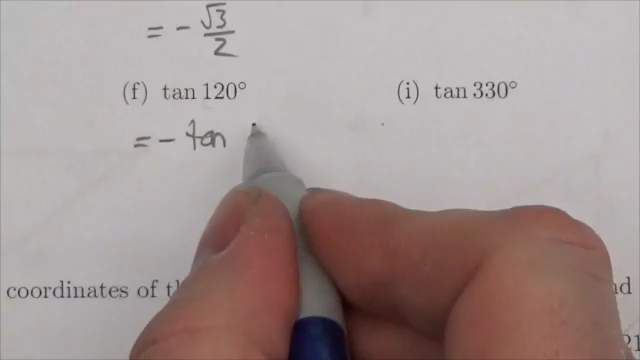 = - √3/2
(f) tan 120°
(i) tan 330°
= - tan
coordinates of